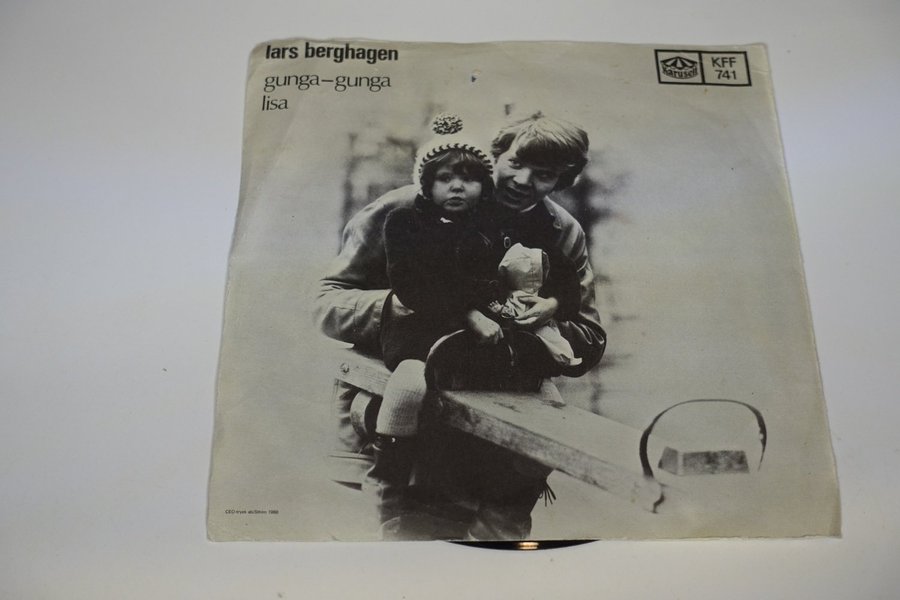 lars berghagen
gunga–gunga
lisa
karusell
KFF
741